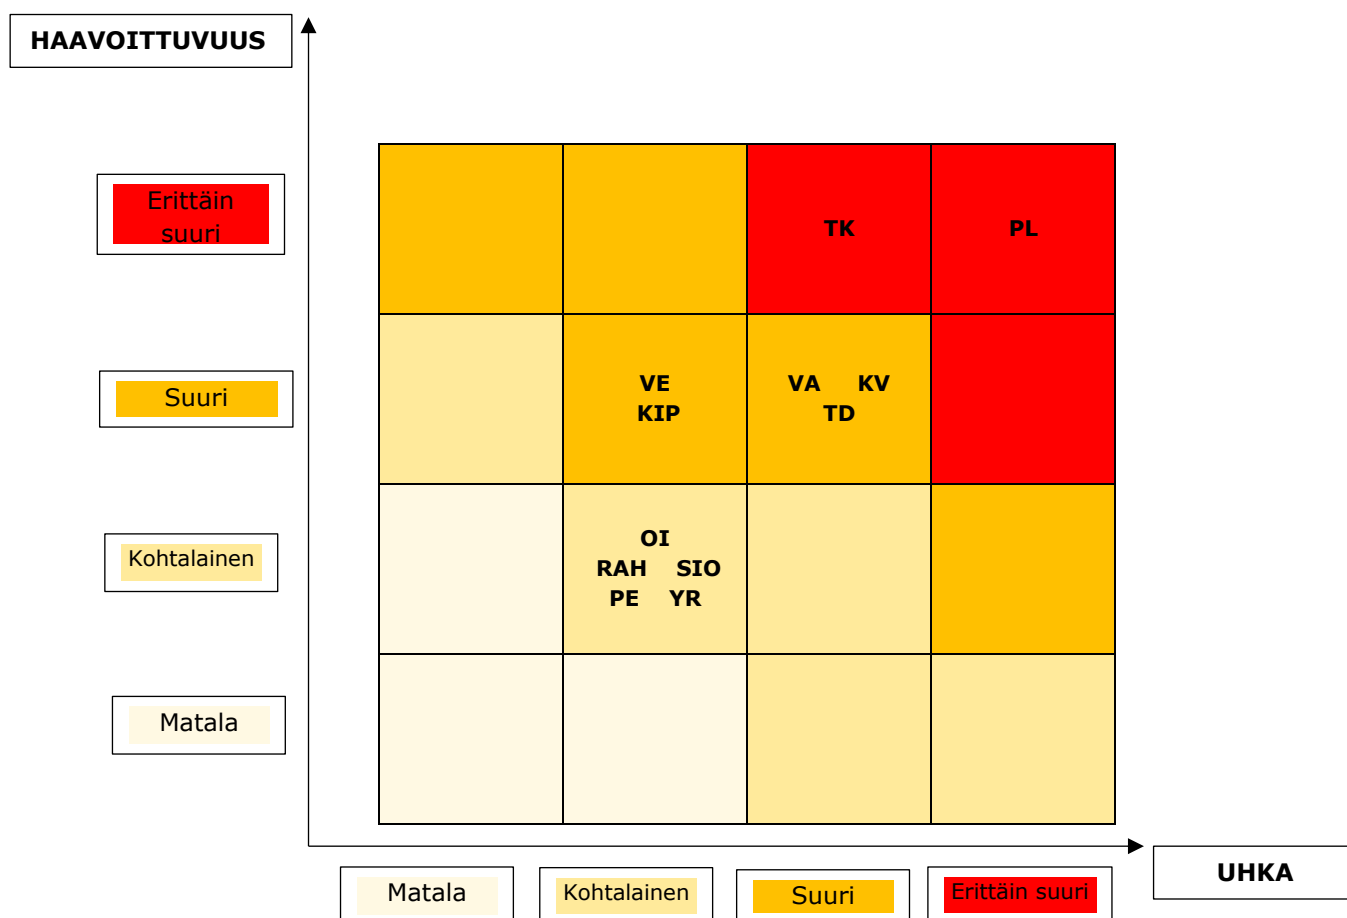 HAAVOITTUVUUS
Erittäin
suuri
TK PL
Suuri
VE
KIP
VA KV
TD
Kohtalainen
OI
RAH SIO
PE YR
Matala
Matala Kohtalainen Suuri Erittäin suuri
UHKA